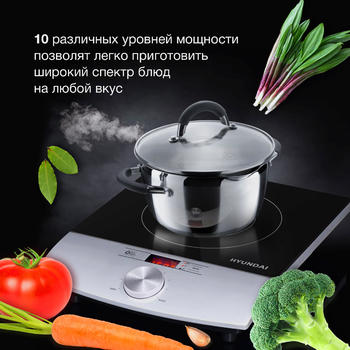 10 различных уровней мощности
позволят легко приготовить
широкий спектр блюд
на любой вкус
HYUNDAI